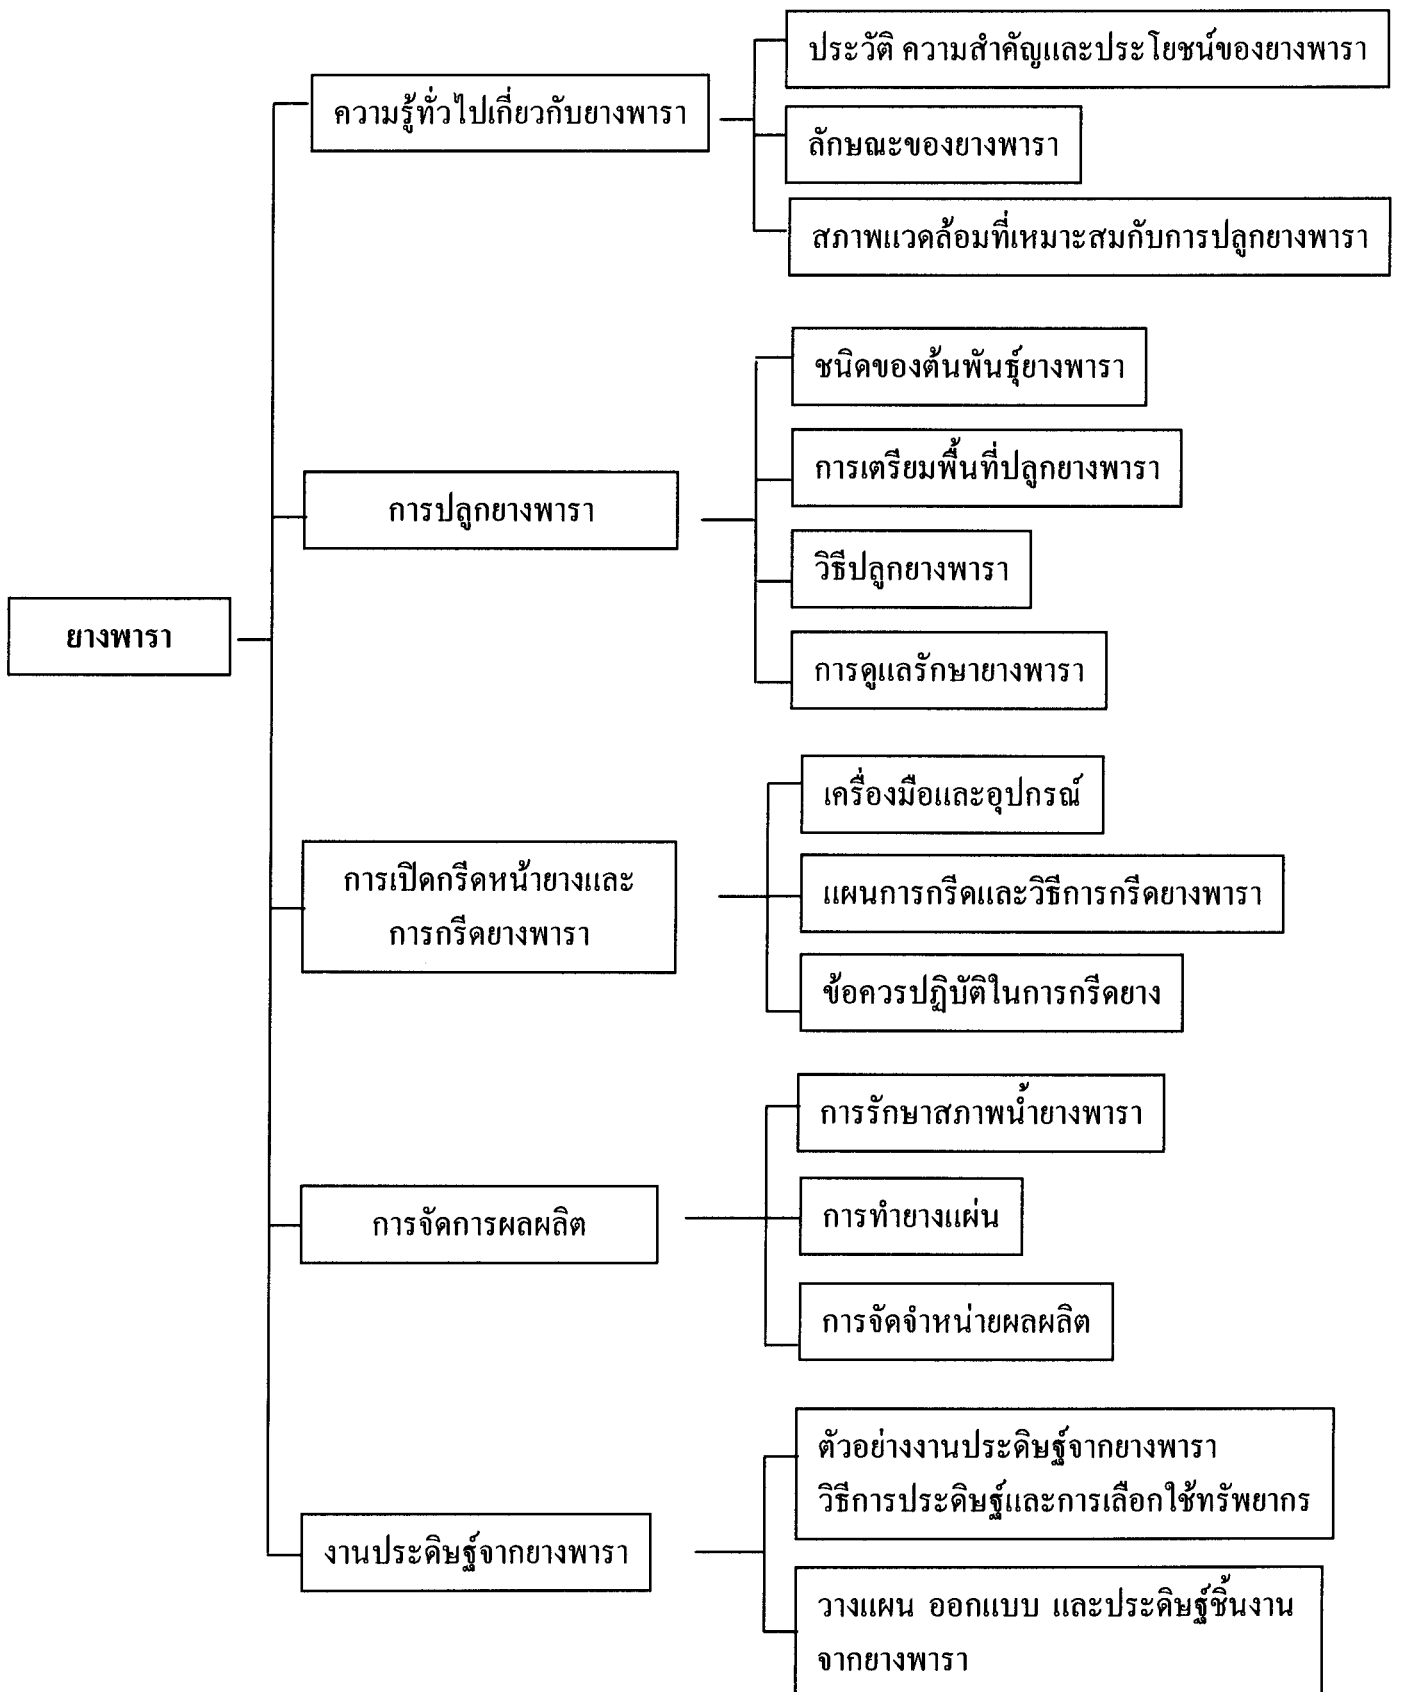 ยางพารา
ความรู้ทั่วไปเกี่ยวกับยางพารา
ประวัติ ความสำคัญและประโยชน์ของยางพารา
ลักษณะของยางพารา
สภาพแวดล้อมที่เหมาะสมกับการปลูกยางพารา
การปลูกยางพารา
ชนิดของต้นพันธุ์ยางพารา
การเตรียมพื้นที่ปลูกยางพารา
วิธีปลูกยางพารา
การดูแลรักษายางพารา
การเปิดกรีดหน้ายางและ
การกรีดยางพารา
เครื่องมือและอุปกรณ์
แผนการกรีดและวิธีการกรีดยางพารา
ข้อควรปฏิบัติในการกรีดยาง
การจัดการผลผลิต
การรักษาสภาพน้ำยางพารา
การทำยางแผ่น
การจัดจำหน่ายผลผลิต
งานประดิษฐ์จากยางพารา
ตัวอย่างงานประดิษฐ์จากยางพารา
วิธีการประดิษฐ์และการเลือกใช้ทรัพยากร
วางแผน ออกแบบ และประดิษฐ์ชิ้นงาน
จากยางพารา